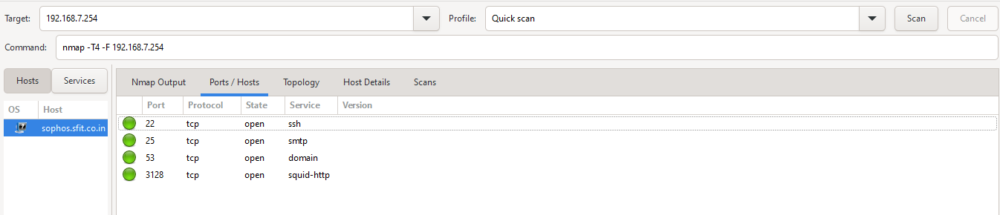 Target: 192.168.7.254 Profile: Quick scan Scan Cancel
Command: nmap -T4 -F 192.168.7.254
Hosts Services Nmap Output Ports / Hosts Topology Host Details Scans
OS Host Port Protocol State Service Version
sophos.sfit.co.in 22 tcp open ssh
25 tcp open smtp
53 tcp open domain
3128 tcp open squid-http